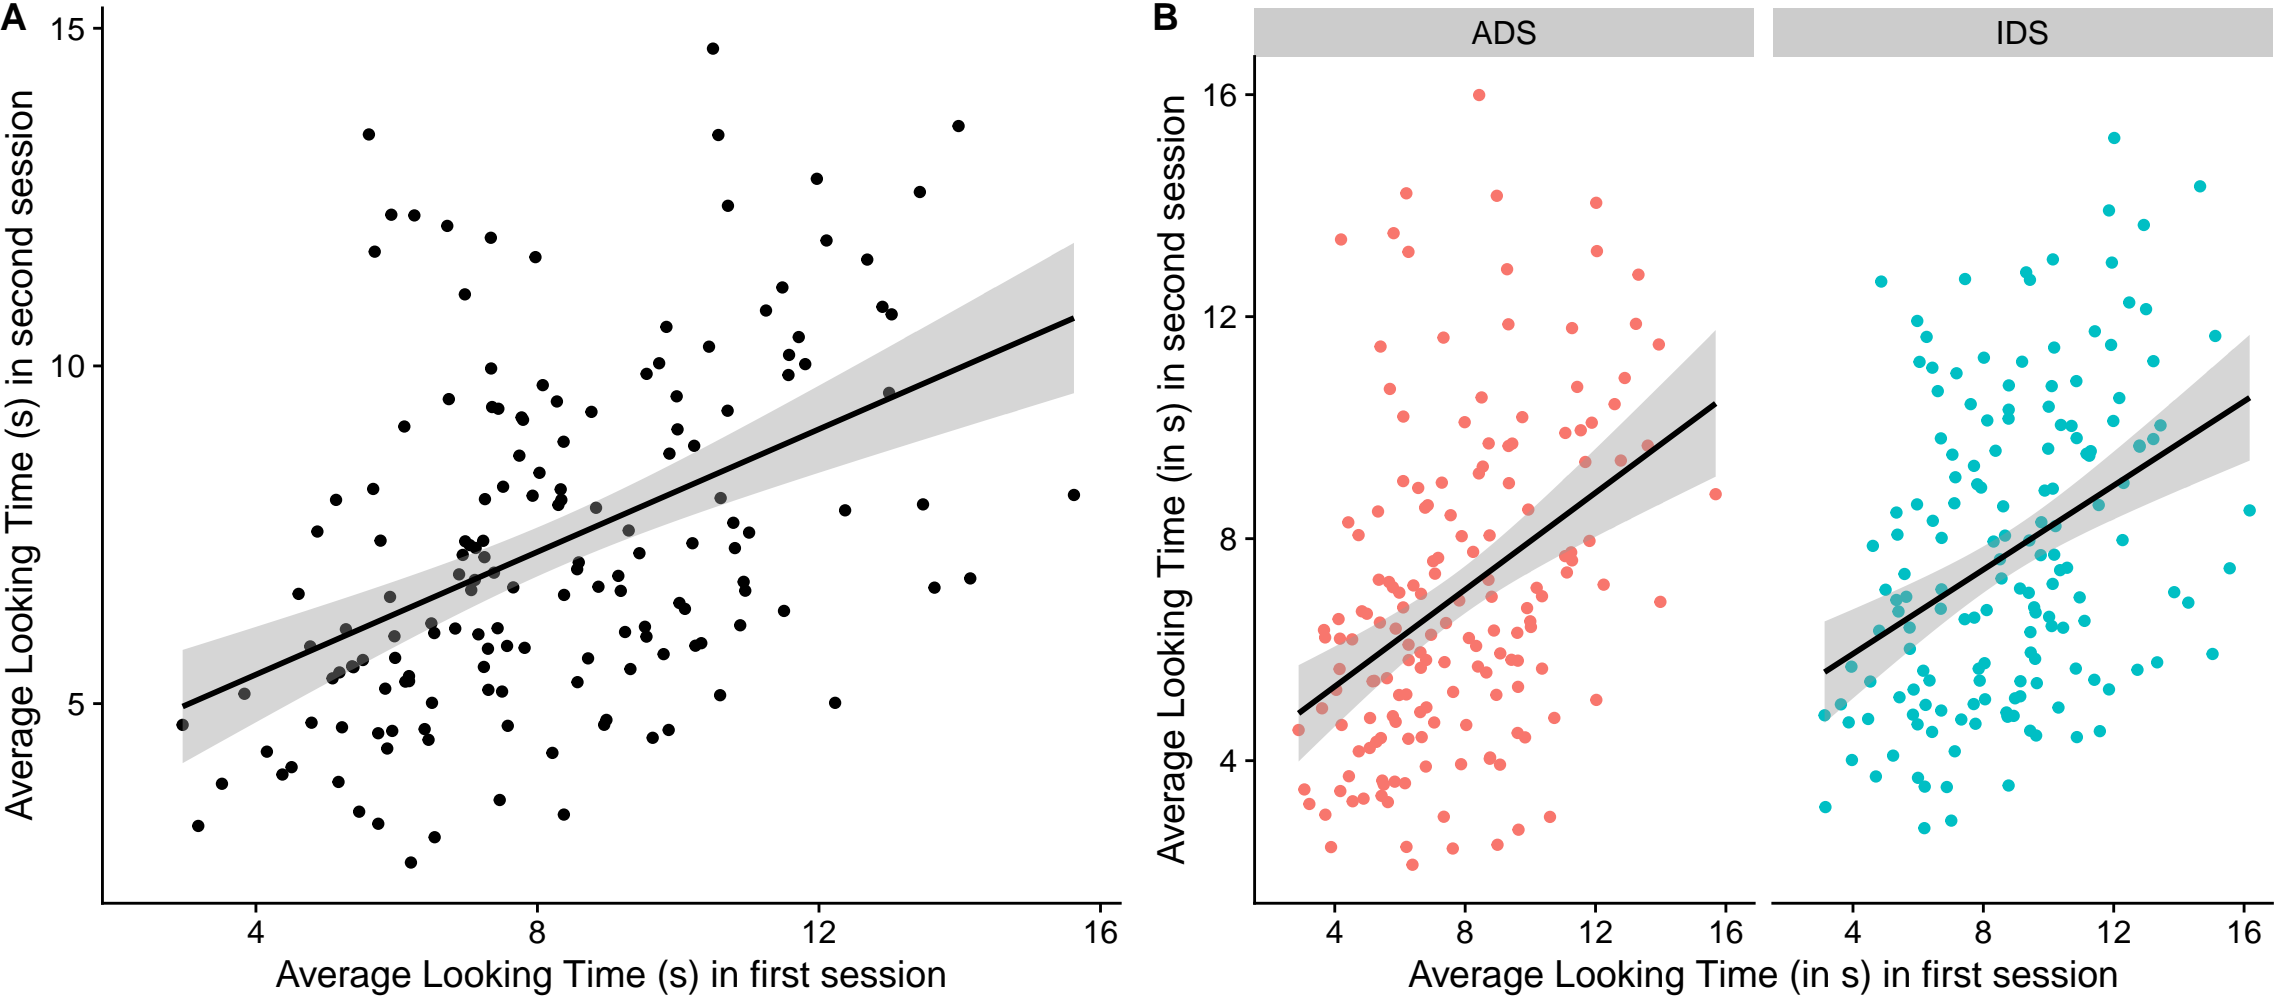 A
15
10
5
4 8 12 16
Average Looking Time (s) in second session
Average Looking Time (s) in first session
B
ADS IDS
16
12
8
4
4 8 12 16 4 8 12 16
Average Looking Time (in s) in second session
Average Looking Time (in s) in first session